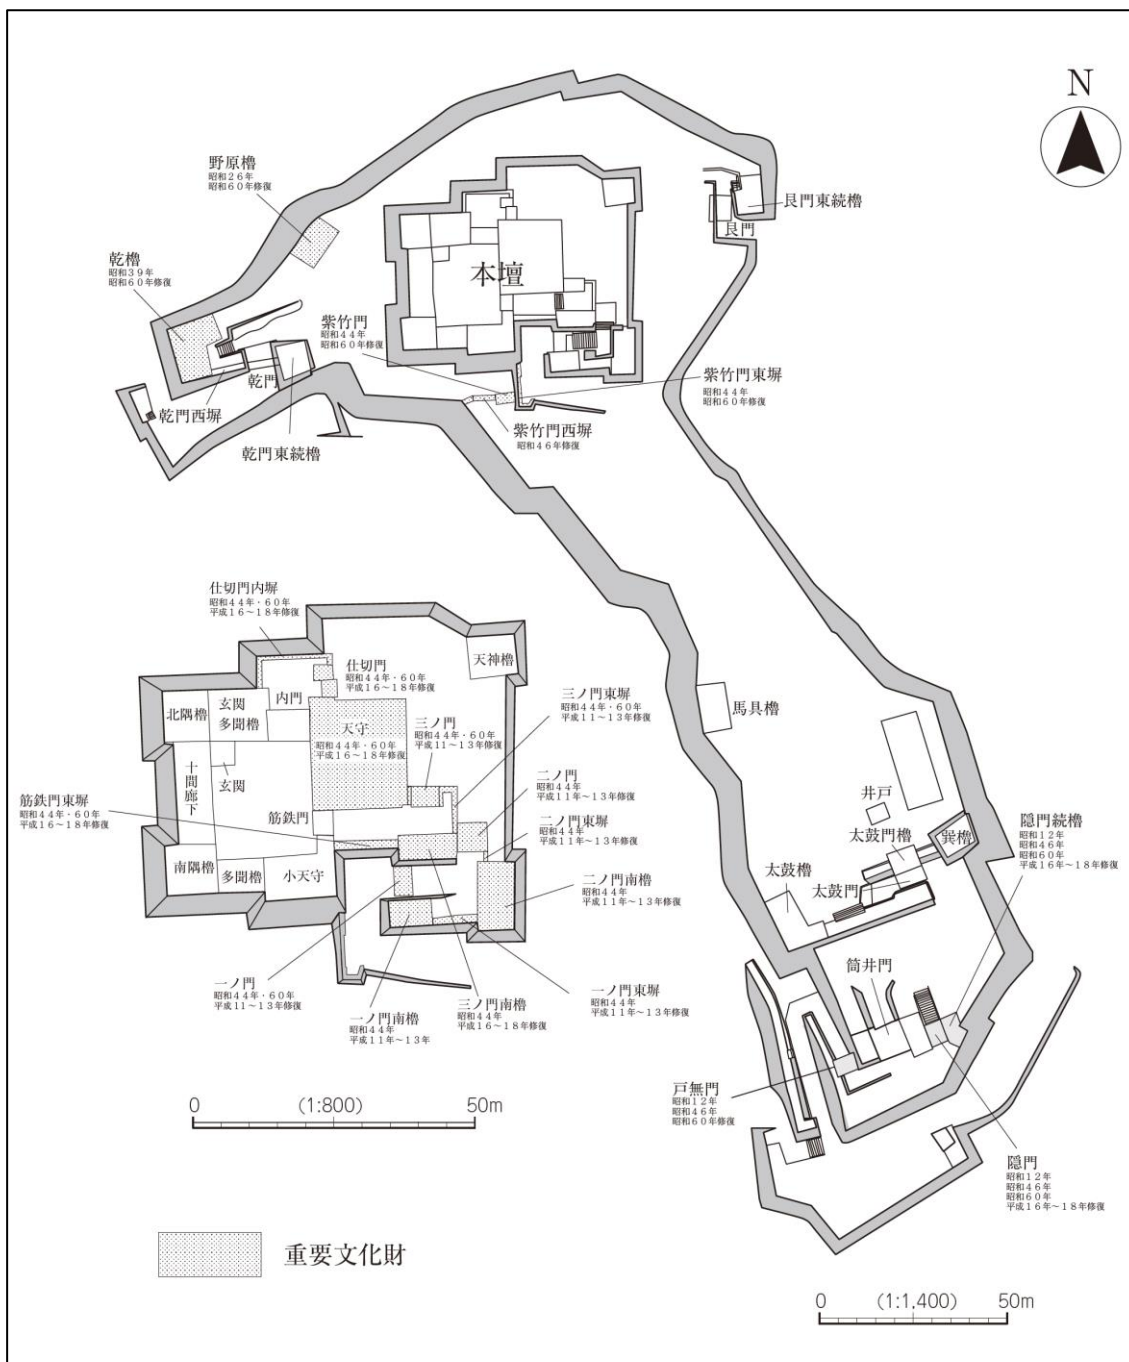 N
野原櫓
昭和26年
昭和60年修復
乾櫓
昭和39年
昭和60年修復
艮門東続櫓
艮門
本壇
紫竹門
昭和44年
昭和60年修復
乾門
乾門西塀
乾門東続櫓
紫竹門東塀
昭和44年
昭和60年修復
紫竹門西塀
昭和46年修復
仕切門内塀
昭和44年・60年
平成16~18年修復
天神櫓
仕切門
昭和44年・60年
平成16~18年修復
内門
北隅櫓
玄関
多聞櫓
天守
昭和44年・60年
平成16~18年修復
三ノ門
昭和44年・60年
平成11~13年修復
三ノ門東塀
昭和44年・60年
平成11~13年修復
十間廊下
玄関
二ノ門
昭和44年
平成11年~13年修復
筋鉄門東塀
昭和44年・60年
平成16~18年修復
筋鉄門
二ノ門東塀
昭和44年
平成11年~13年修復
南隅櫓
多聞櫓
小天守
二ノ門南櫓
昭和44年
平成11年~13年修復
一ノ門
昭和44年・60年
平成11~13年修復
一ノ門南櫓
昭和44年
平成11年~13年
三ノ門南櫓
昭和44年
平成16~18年修復
一ノ門東塀
昭和44年
平成11年~13年修復
馬具櫓
井戸
太鼓門櫓
巽櫓
隠門続櫓
昭和12年
昭和46年
昭和60年
平成16年~18年修復
太鼓櫓
太鼓門
筒井門
戸無門
昭和12年
昭和46年
昭和60年修復
隠門
昭和12年
昭和46年
昭和60年
平成16年~18年修復
0 (1:800) 50m
重要文化財
0 (1:1,400) 50m